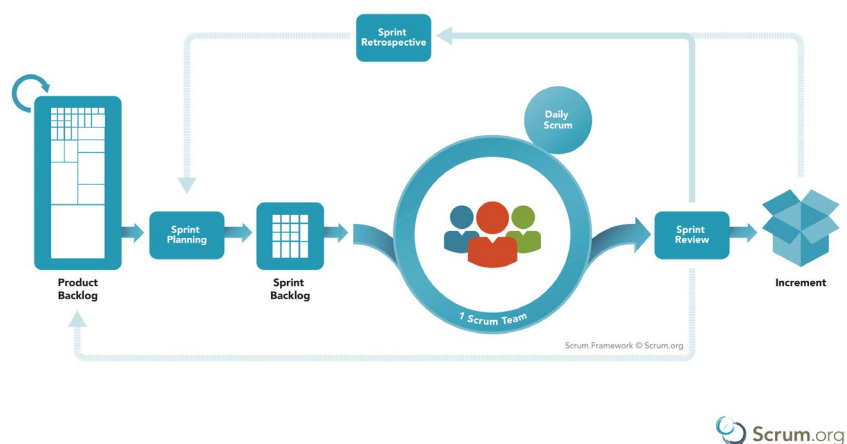 Sprint
Retrospective
Daily
Scrum
Sprint
Planning
Sprint
Review
Product
Backlog
Sprint
Backlog
1 Scrum Team
Increment
Scrum Framework © Scrum.org
Scrum.org